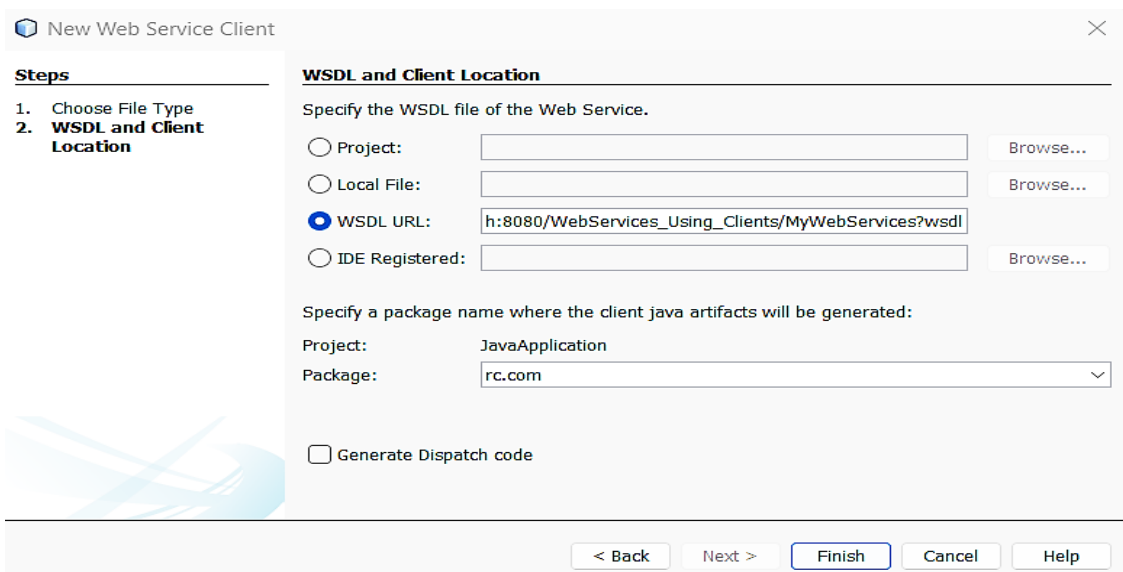 New Web Service Client
Steps
1. Choose File Type
2. WSDL and Client
Location
WSDL and Client Location
Specify the WSDL file of the Web Service.
Project: Browse...
Local File: Browse...
WSDL URL: h:8080/WebServices_Using_Clients/MyWebServices?wsdl
IDE Registered: Browse...
Specify a package name where the client java artifacts will be generated:
Project: JavaApplication
Package: rc.com
Generate Dispatch code
< Back Next > Finish Cancel Help